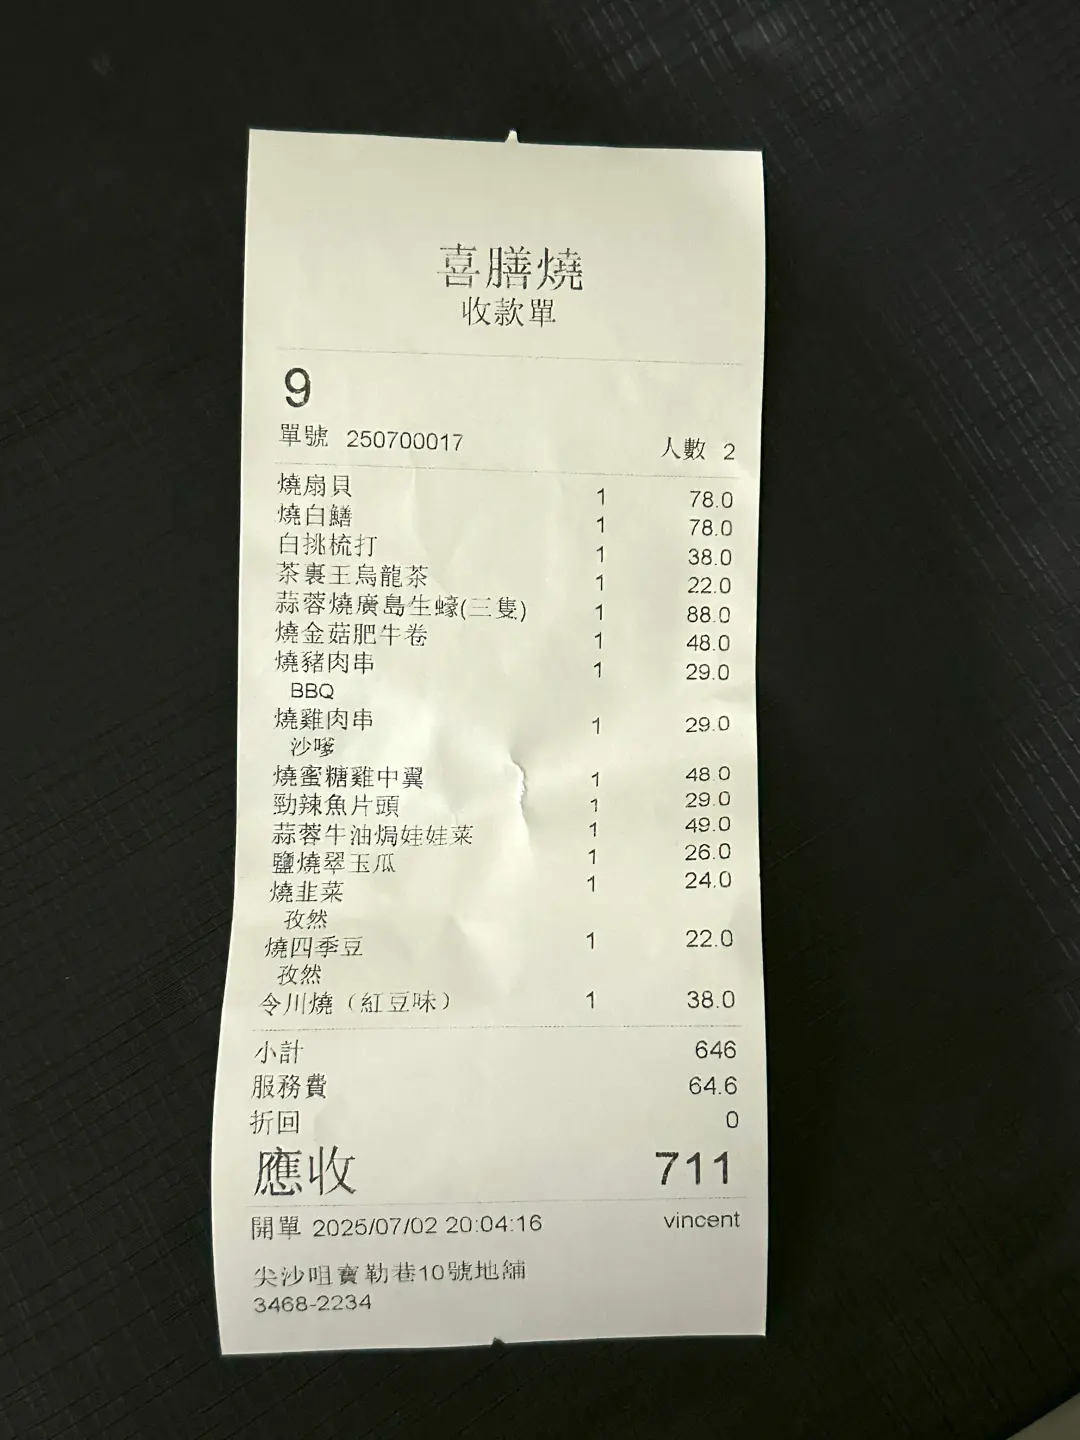 喜膳燒
收款單
9
單號 250700017 人數 2
燒扇貝 1 78.0
燒白鱔 1 78.0
白挑梳打 1 38.0
茶裏王烏龍茶 1 22.0
蒜蓉燒廣島生蠔(三隻) 1 88.0
燒金菇肥牛卷 1 48.0
燒豬肉串 1 29.0
BBQ
燒雞肉串 1 29.0
沙嗲
燒蜜糖雞中翼 1 48.0
勁辣魚片頭 1 29.0
蒜蓉牛油焗娃娃菜 1 49.0
鹽燒翠玉瓜 1 26.0
燒韭菜 1 24.0
孜然
燒四季豆 1 22.0
孜然
令川燒（紅豆味） 1 38.0
小計 646
服務費 64.6
折回 0
應收 711
開單 2025/07/02 20:04:16 vincent
尖沙咀寶勒巷10號地舖
3468-2234